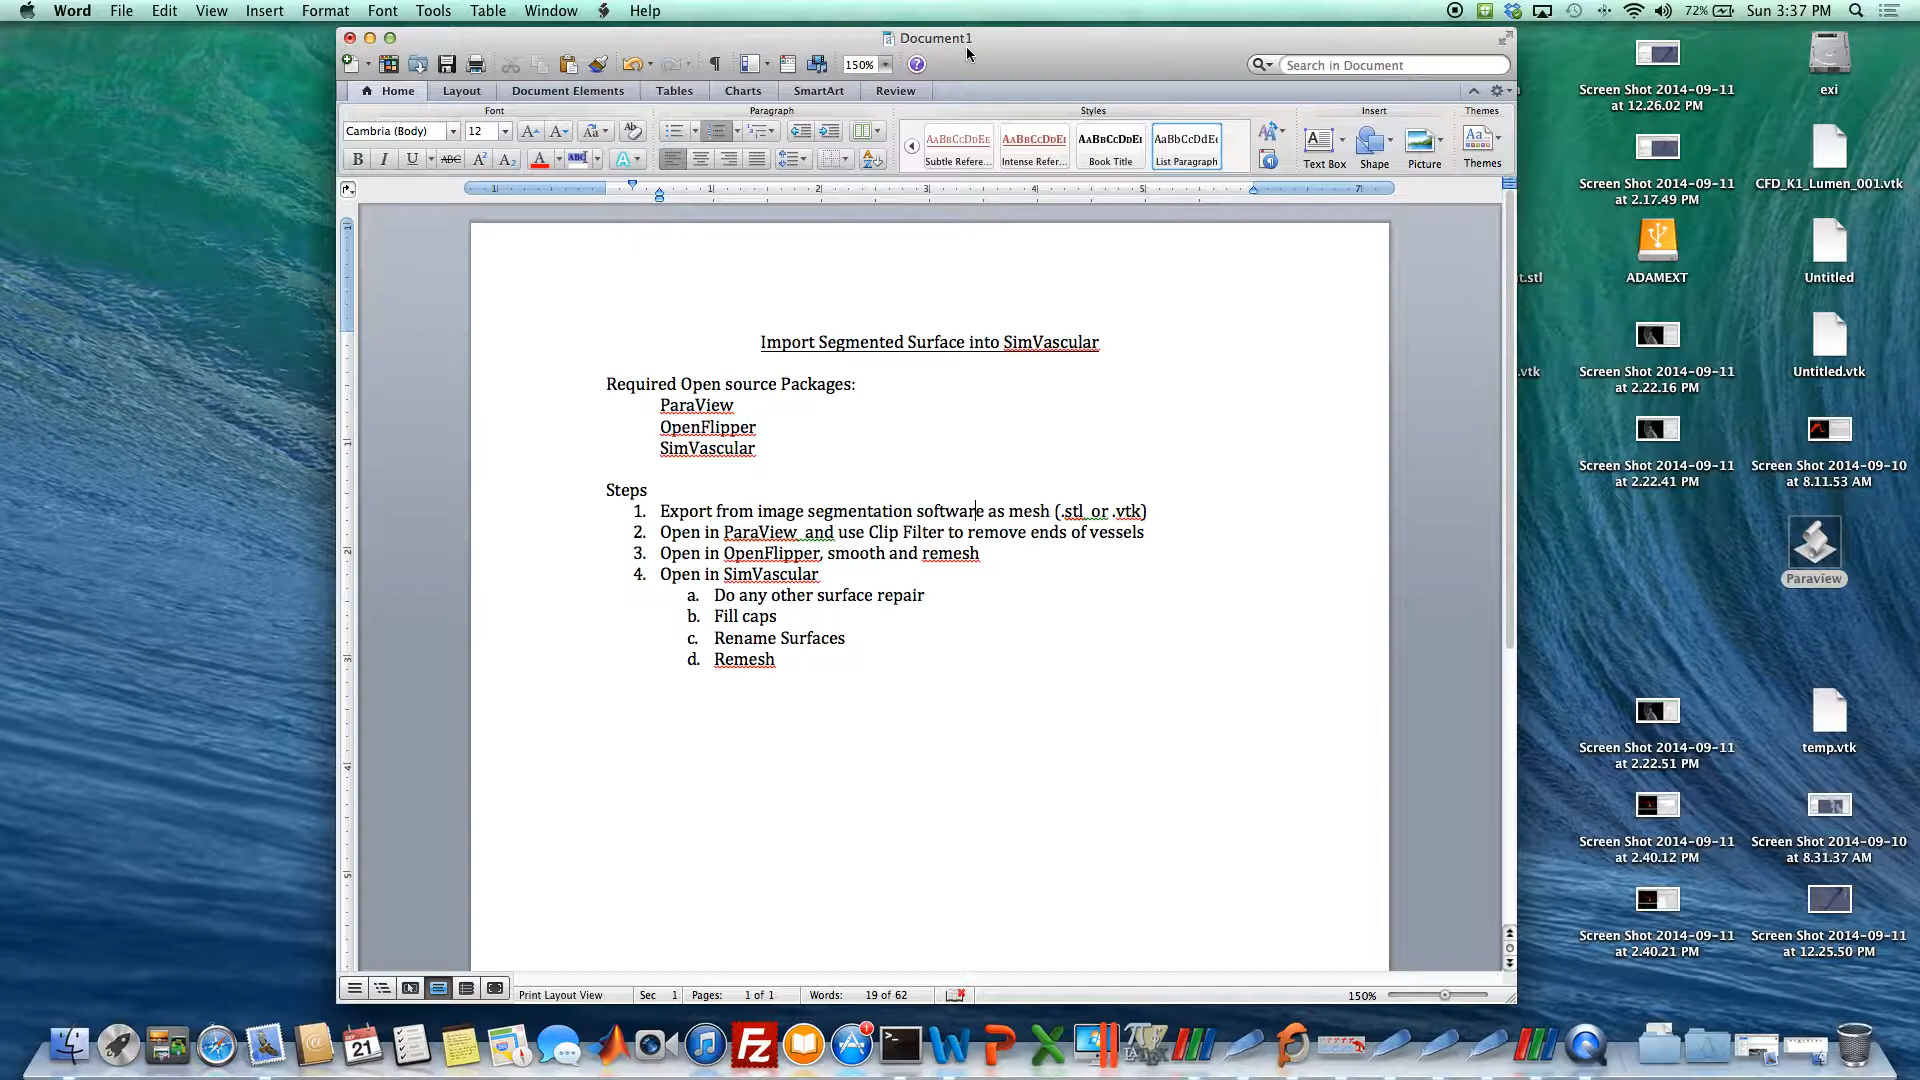 Word File Edit View Insert Format Font Tools Table Window Help
72% Sun 3:37 PM
Document1
150%
Search in Document
Home Layout Document Elements Tables Charts SmartArt Review
Font Paragraph Styles Insert Themes
Cambria (Body) 12
AaBbCcDdEe AaBbCcDdEe AaBbCcDdEe AaBbCcDdEe
Subtle Refere... Intense Refer... Book Title List Paragraph
Text Box Shape Picture Themes
Import Segmented Surface into SimVascular
Required Open source Packages:
ParaView
OpenFlipper
SimVascular
Steps
1. Export from image segmentation software as mesh (.stl or .vtk)
2. Open in ParaView and use Clip Filter to remove ends of vessels
3. Open in OpenFlipper, smooth and remesh
4. Open in SimVascular
a. Do any other surface repair
b. Fill caps
c. Rename Surfaces
d. Remesh
Print Layout View Sec 1 Pages: 1 of 1 Words: 19 of 62 150%
Screen Shot 2014-09-11
at 12.26.02 PM
exi
Screen Shot 2014-09-11
at 2.17.49 PM
CFD_K1_Lumen_001.vtk
t.stl
ADAMEXT
Untitled
.vtk
Screen Shot 2014-09-11
at 2.22.16 PM
Untitled.vtk
Screen Shot 2014-09-11
at 2.22.41 PM
Screen Shot 2014-09-10
at 8.11.53 AM
Paraview
Screen Shot 2014-09-11
at 2.22.51 PM
temp.vtk
Screen Shot 2014-09-11
at 2.40.12 PM
Screen Shot 2014-09-10
at 8.31.37 AM
Screen Shot 2014-09-11
at 2.40.21 PM
Screen Shot 2014-09-11
at 12.25.50 PM